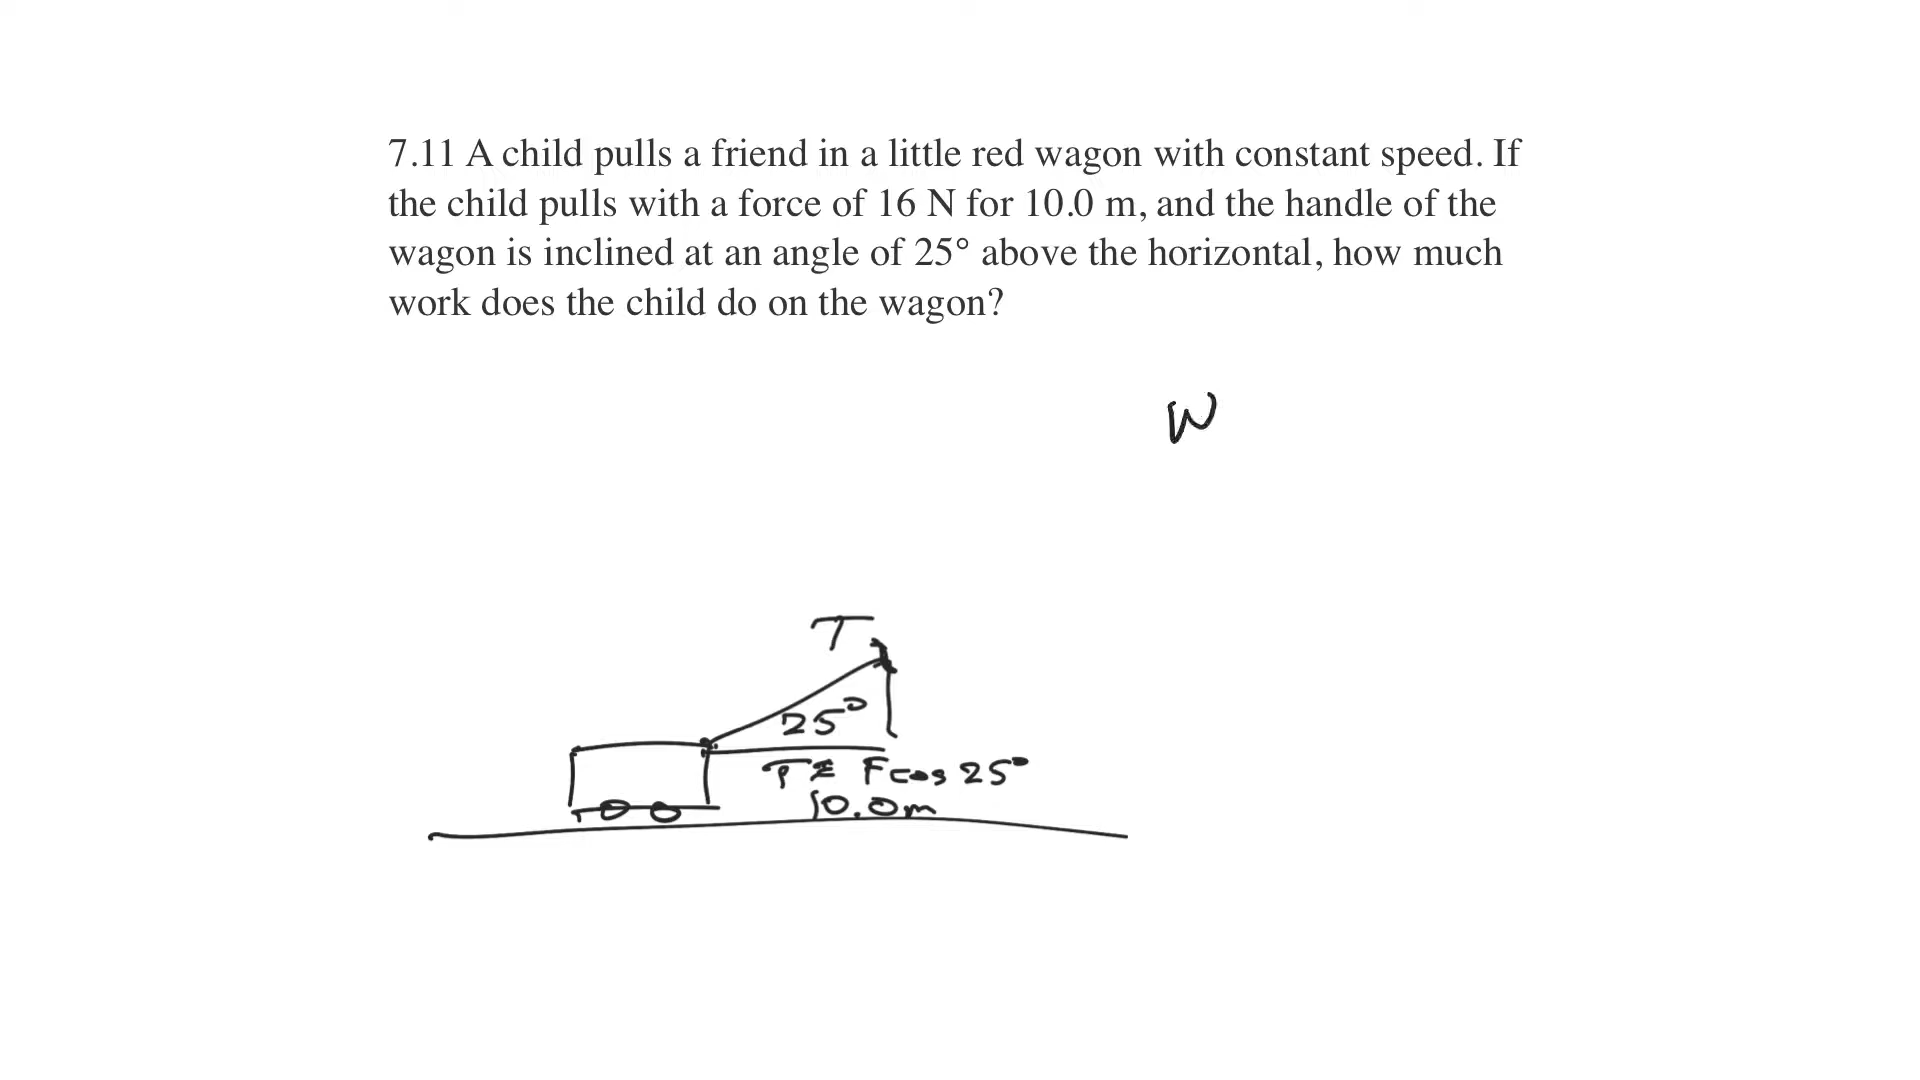 7.11 A child pulls a friend in a little red wagon with constant speed. If
the child pulls with a force of 16 N for 10.0 m, and the handle of the
wagon is inclined at an angle of 25° above the horizontal, how much
work does the child do on the wagon?
W
T
25°
F cos 25°
10.0m